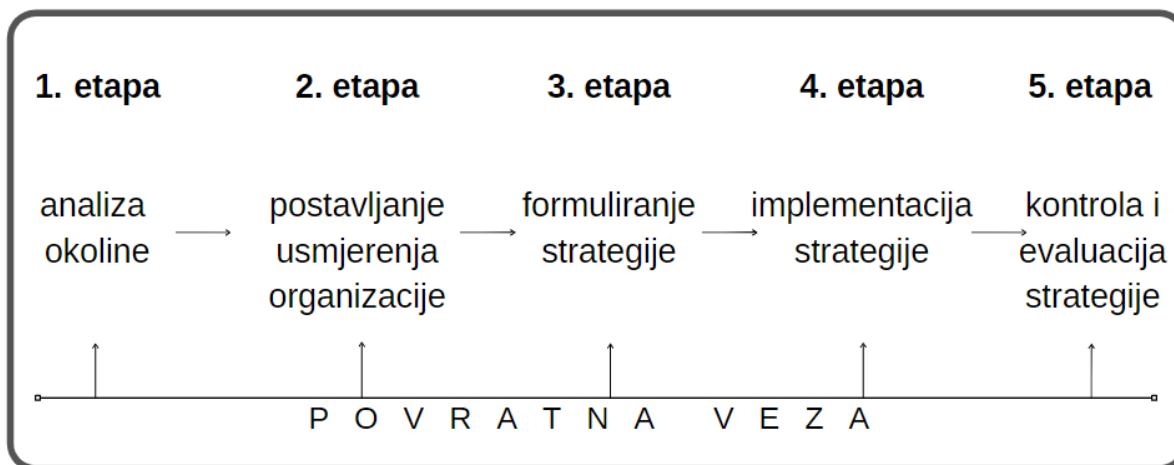 1. etapa
2. etapa
3. etapa
4. etapa
5. etapa
analiza
okoline
postavljanje
usmjerenja
organizacije
formuliranje
strategije
implementacija
strategije
kontrola i
evaluacija
strategije
P O V R A T N A V E Z A